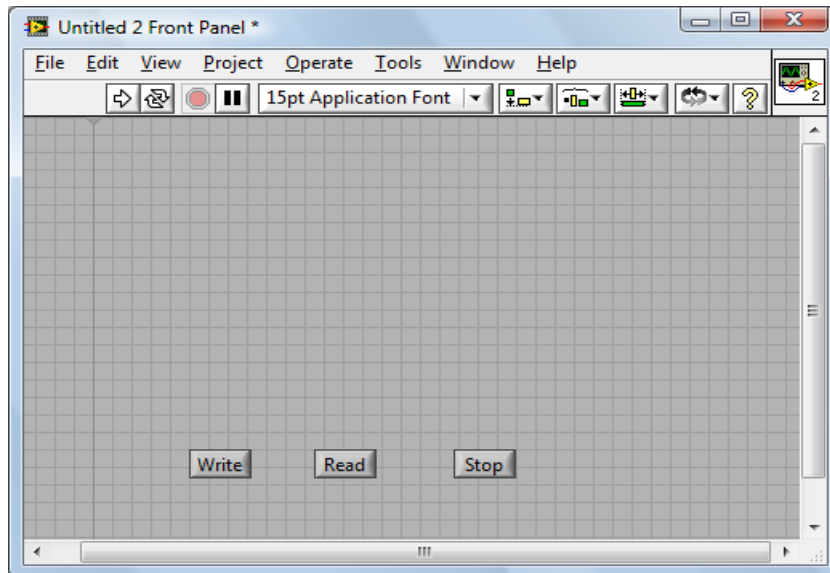 Untitled 2 Front Panel *
File Edit View Project Operate Tools Window Help
15pt Application Font
2
Write Read Stop